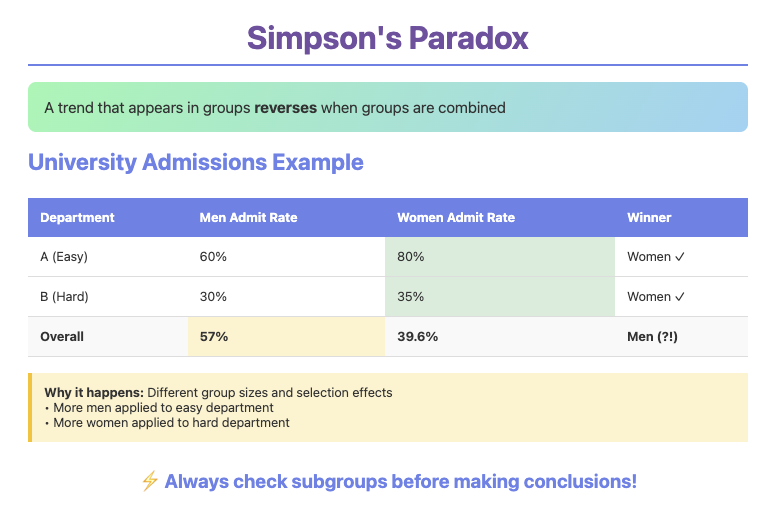 Simpson's Paradox
A trend that appears in groups reverses when groups are combined
University Admissions Example
Department Men Admit Rate Women Admit Rate Winner
A (Easy) 60% 80% Women ✓
B (Hard) 30% 35% Women ✓
Overall 57% 39.6% Men (?!)
Why it happens: Different group sizes and selection effects
• More men applied to easy department
• More women applied to hard department
⚡ Always check subgroups before making conclusions!